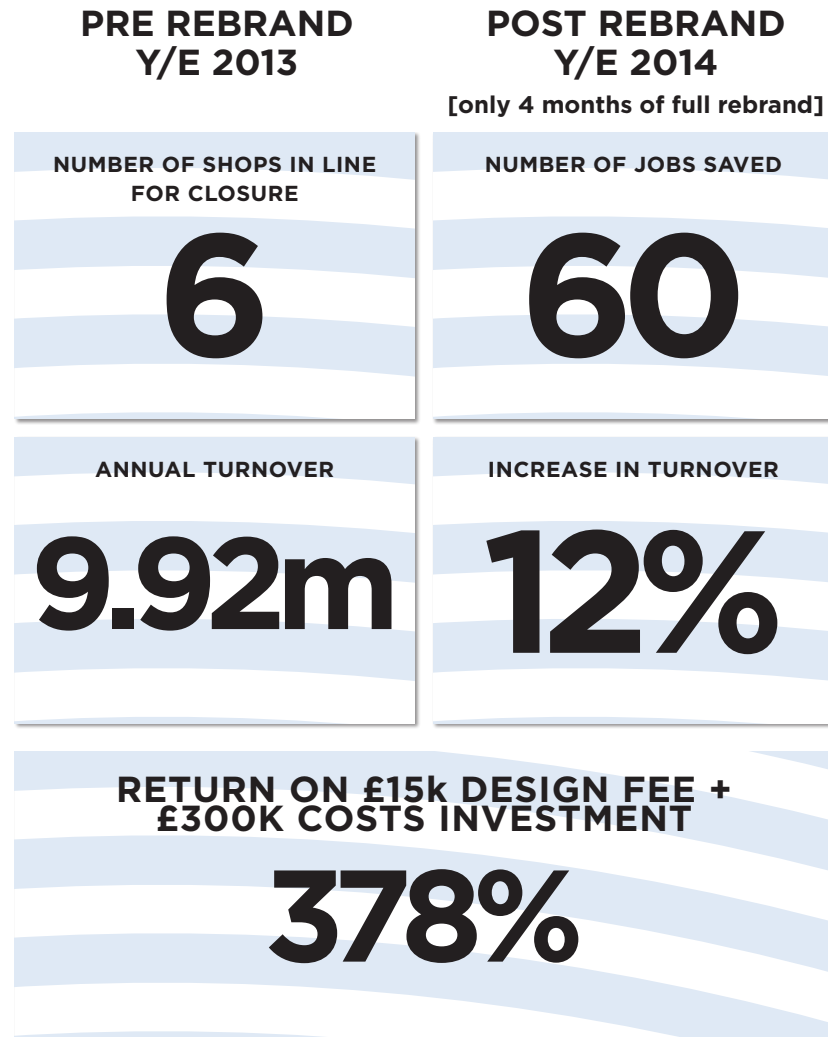 PRE REBRAND
Y/E 2013
POST REBRAND
Y/E 2014
[only 4 months of full rebrand]
NUMBER OF SHOPS IN LINE
FOR CLOSURE
6
NUMBER OF JOBS SAVED
60
ANNUAL TURNOVER
9.92m
INCREASE IN TURNOVER
12%
RETURN ON £15k DESIGN FEE +
£300K COSTS INVESTMENT
378%